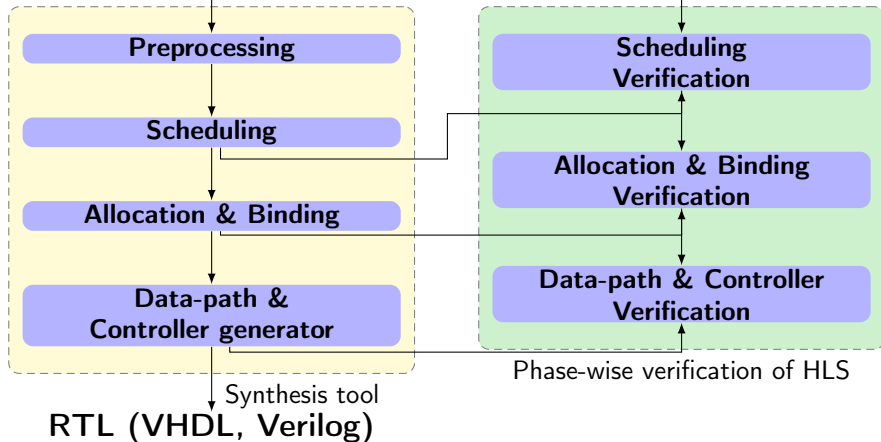 Preprocessing
Scheduling
Allocation & Binding
Data-path &
Controller generator
Synthesis tool
RTL (VHDL, Verilog)
Scheduling
Verification
Allocation & Binding
Verification
Data-path & Controller
Verification
Phase-wise verification of HLS